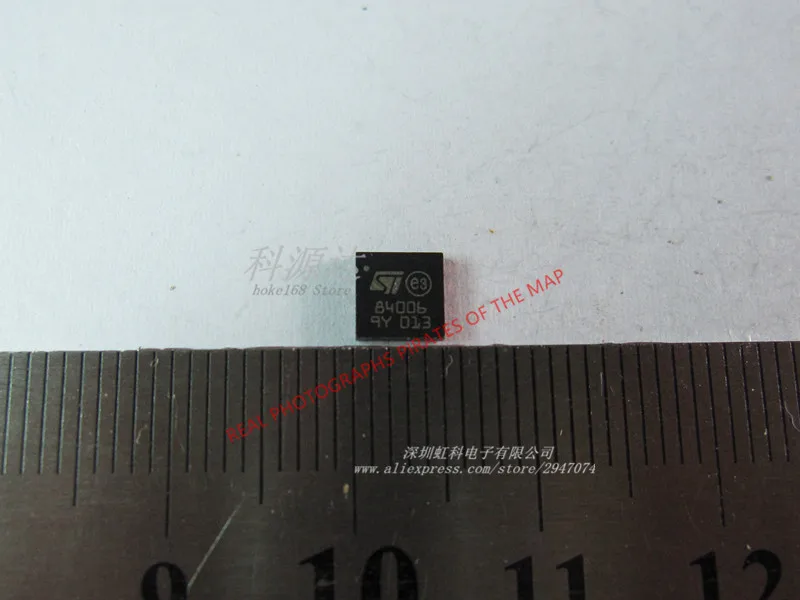 科源
hoke168 Store
ST e3
84006
9Y D13
REAL PHOTOGRAPHS PIRATES OF THE MAP
深圳虹科电子有限公司
www.aliexpress.com/store/2947074
9 10 11 12